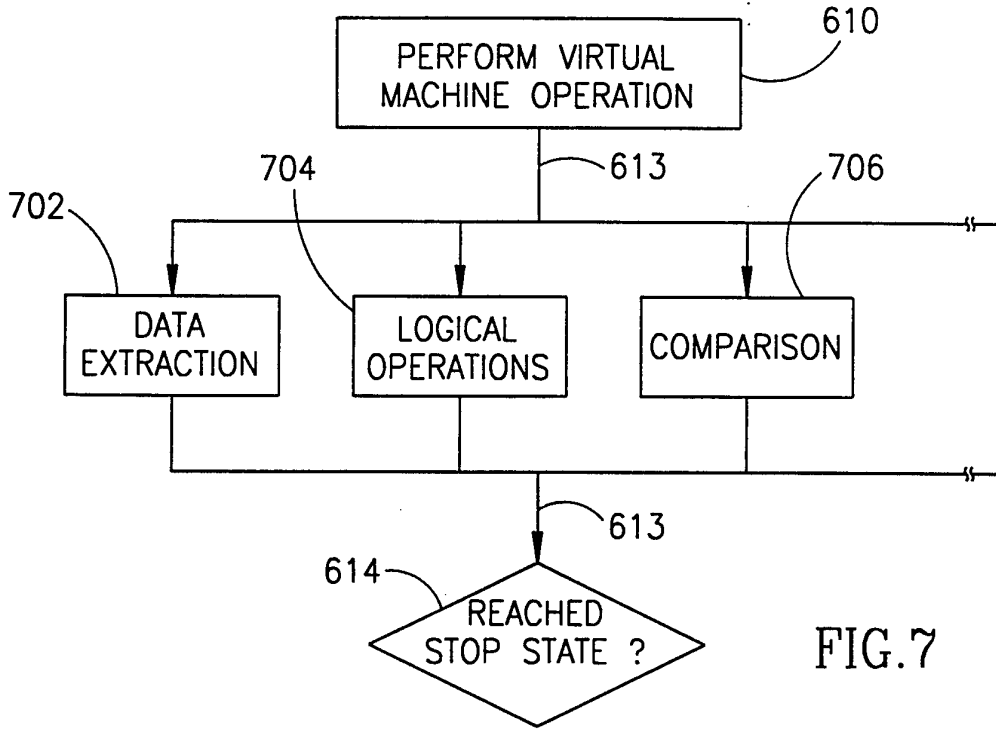 610
PERFORM VIRTUAL
MACHINE OPERATION
613
702
704
706
DATA
EXTRACTION
LOGICAL
OPERATIONS
COMPARISON
613
614
REACHED
STOP STATE ?
FIG.7